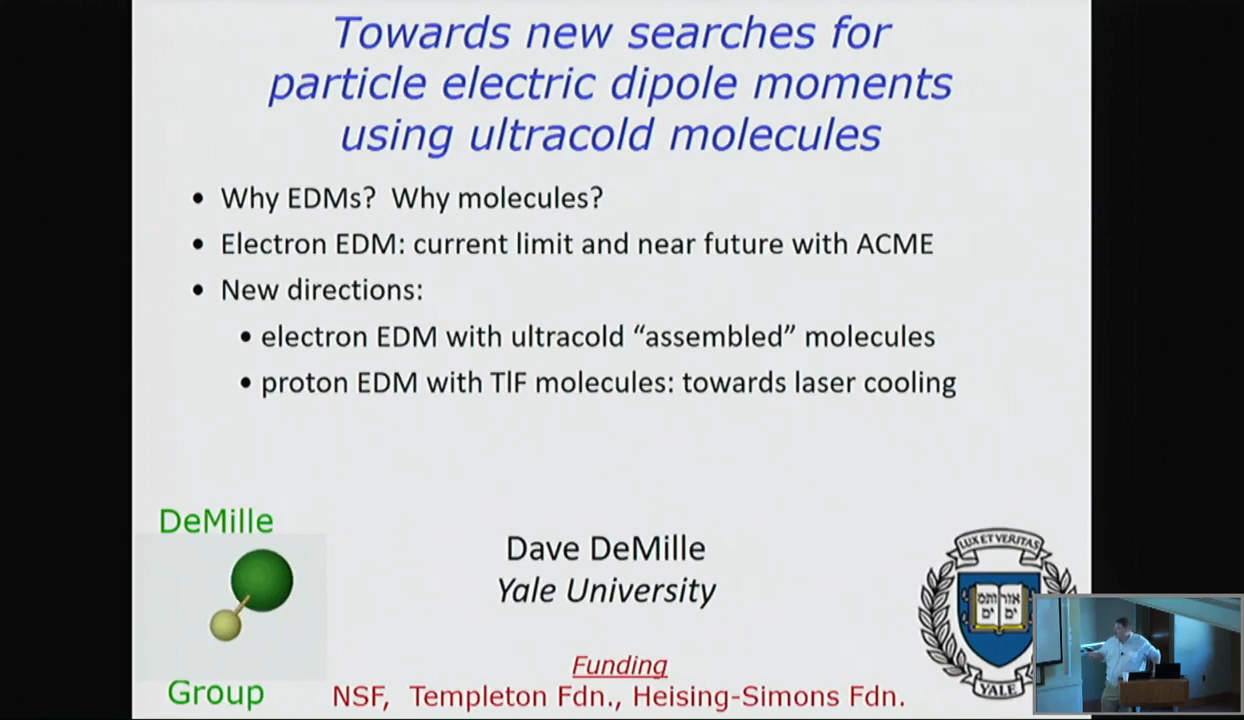 Towards new searches for
particle electric dipole moments
using ultracold molecules
• Why EDMs?  Why molecules?
• Electron EDM: current limit and near future with ACME
• New directions:
• electron EDM with ultracold “assembled” molecules
• proton EDM with TlF molecules: towards laser cooling
DeMille
Group
Dave DeMille
Yale University
Funding
NSF,  Templeton Fdn., Heising-Simons Fdn.
LUX ET VERITAS
אורים
ותמים
YALE